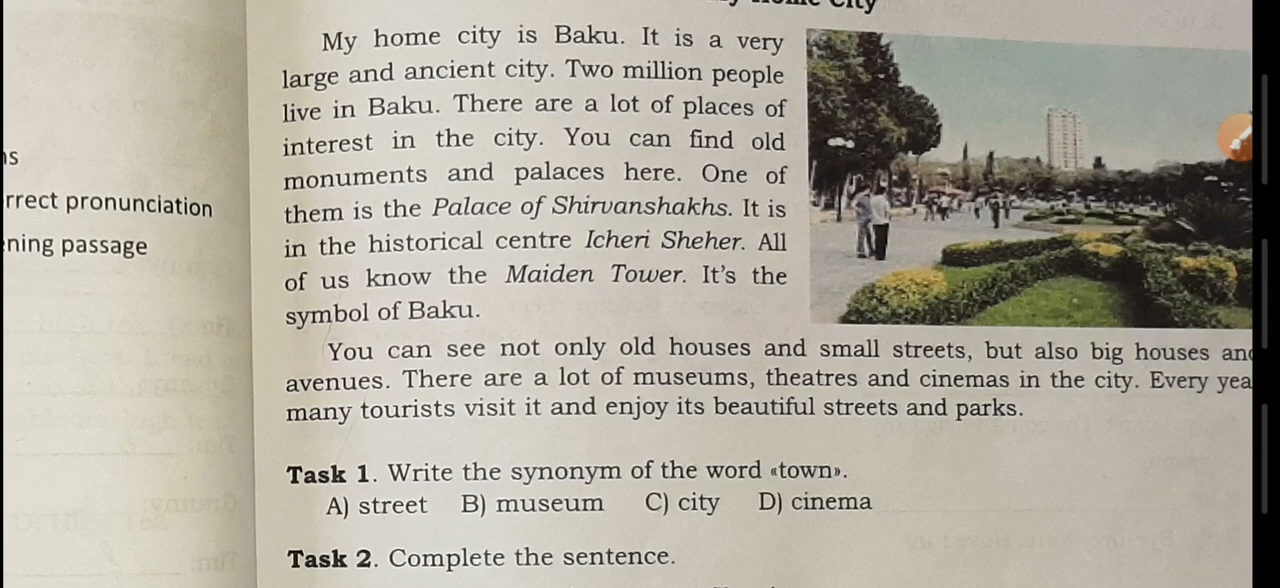 Home City
My home city is Baku. It is a very
large and ancient city. Two million people
live in Baku. There are a lot of places of
interest in the city. You can find old
monuments and palaces here. One of
them is the Palace of Shirvanshakhs. It is
in the historical centre Icheri Sheher. All
of us know the Maiden Tower. It's the
symbol of Baku.
You can see not only old houses and small streets, but also big houses
avenues. There are a lot of museums, theatres and cinemas in the city. Every
many tourists visit it and enjoy its beautiful streets and parks.
Task 1. Write the synonym of the word «town».
A) street B) museum C) city D) cinema
Task 2. Complete the sentence.
pronunciation
passage